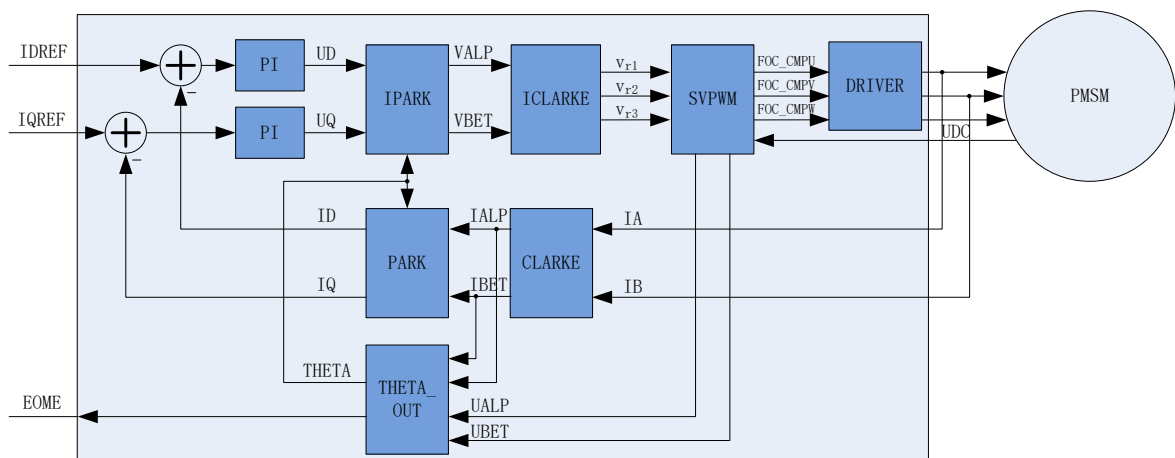 IDREF
PI
UD
IPARK
VALP
ICLARKE
vr1
vr2
vr3
SVPWM
FOC_CMPU
FOC_CMPV
FOC_CMPW
DRIVER
PMSM
IQREF
PI
UQ
VBET
UDC
-
-
ID
PARK
IALP
CLARKE
IA
IQ
IBET
IB
THETA
THETA_
OUT
EOME
UALP
UBET